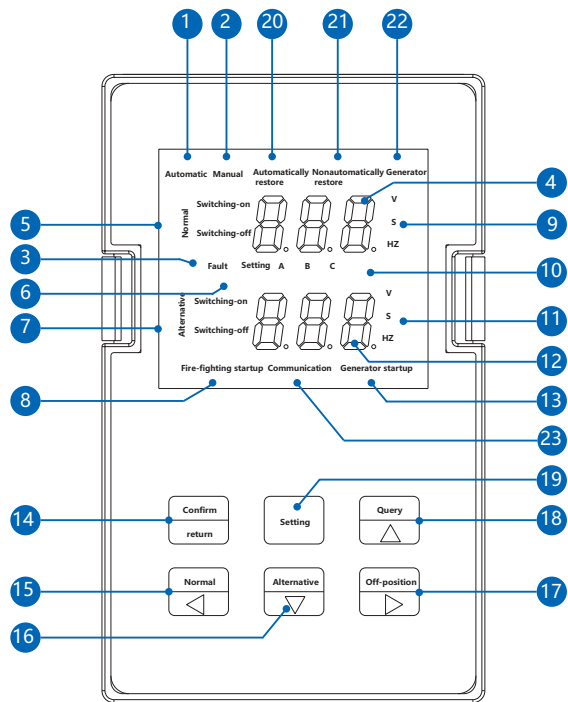 1 2 20 21 22
Automatic Manual Automatically restore Nonautomatically restore Generator
4
Normal
Switching-on
V
5
S
9
Switching-off
HZ
3
Fault Setting A B C
10
6
7
Alternative
Switching-on
V
S
11
Switching-off
HZ
12
Fire-fighting startup Communication Generator startup
8
13
23
19
14
Confirm
return
Setting
Query
18
15
Normal
Alternative
Off-position
17
16